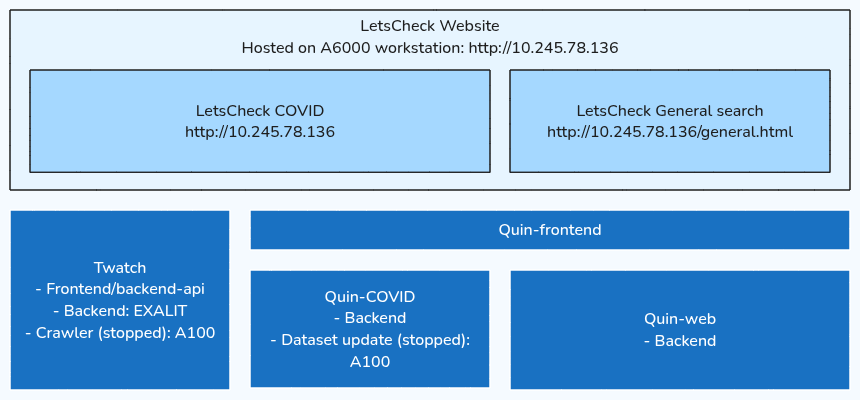 LetsCheck Website
Hosted on A6000 workstation: http://10.245.78.136
LetsCheck COVID
http://10.245.78.136
LetsCheck General search
http://10.245.78.136/general.html
Twatch
- Frontend/backend-api
- Backend: EXALIT
- Crawler (stopped): A100
Quin-frontend
Quin-COVID
- Backend
- Dataset update (stopped):
A100
Quin-web
- Backend